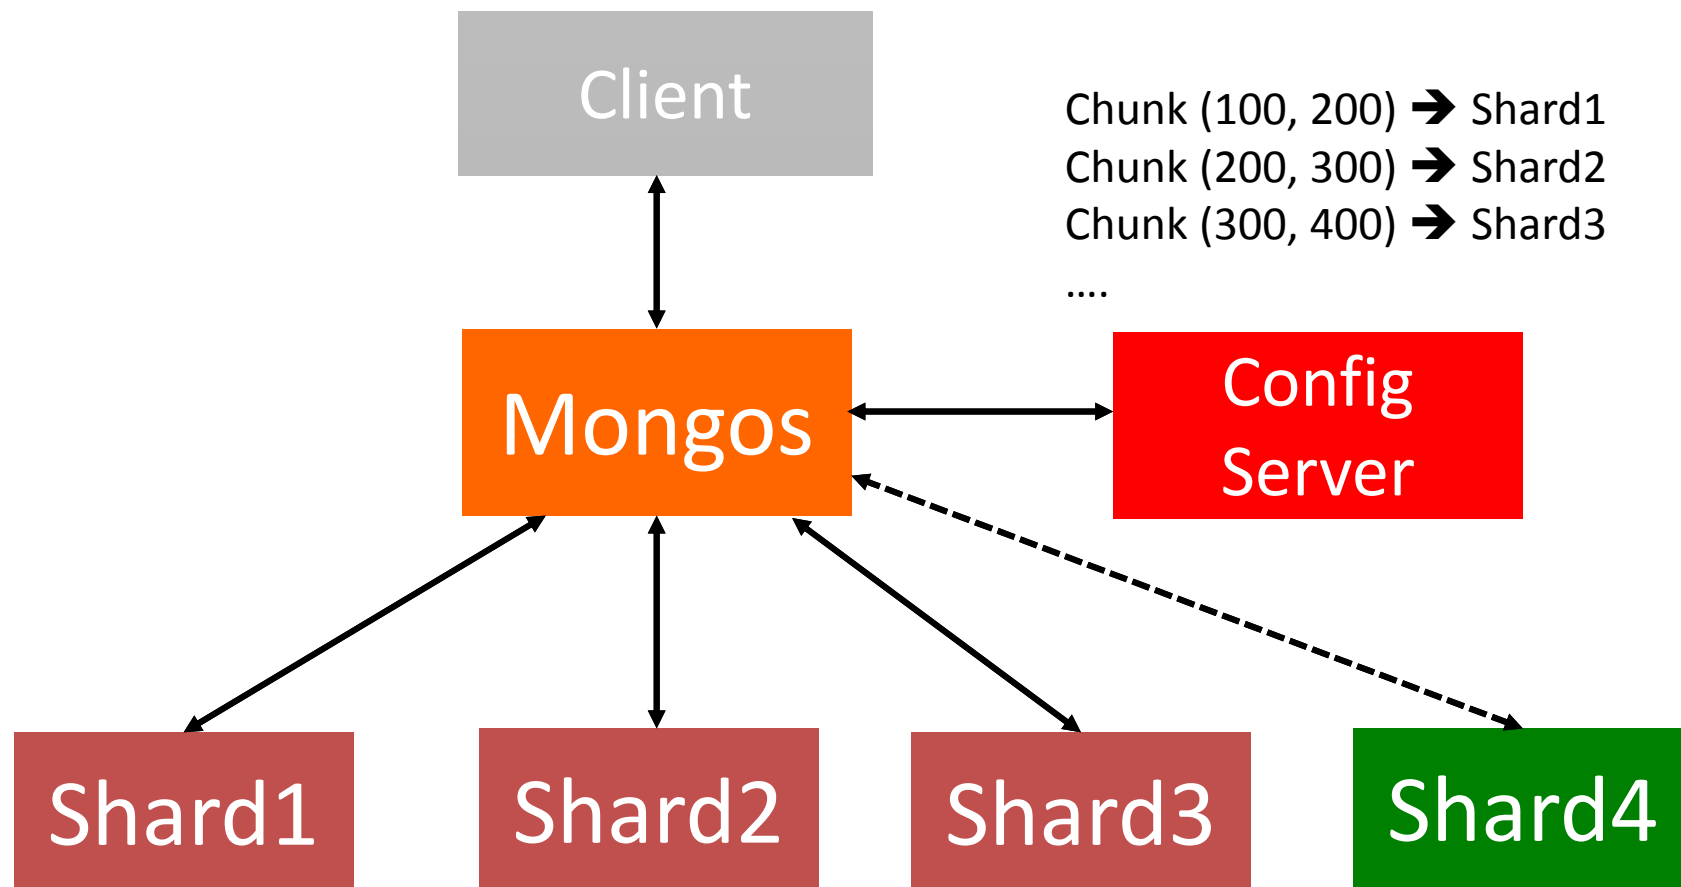 Client
Chunk (100, 200) 🡪 Shard1
Chunk (200, 300) 🡪 Shard2
Chunk (300, 400) 🡪 Shard3
....
Mongos
Config
Server
Shard1
Shard2
Shard3
Shard4